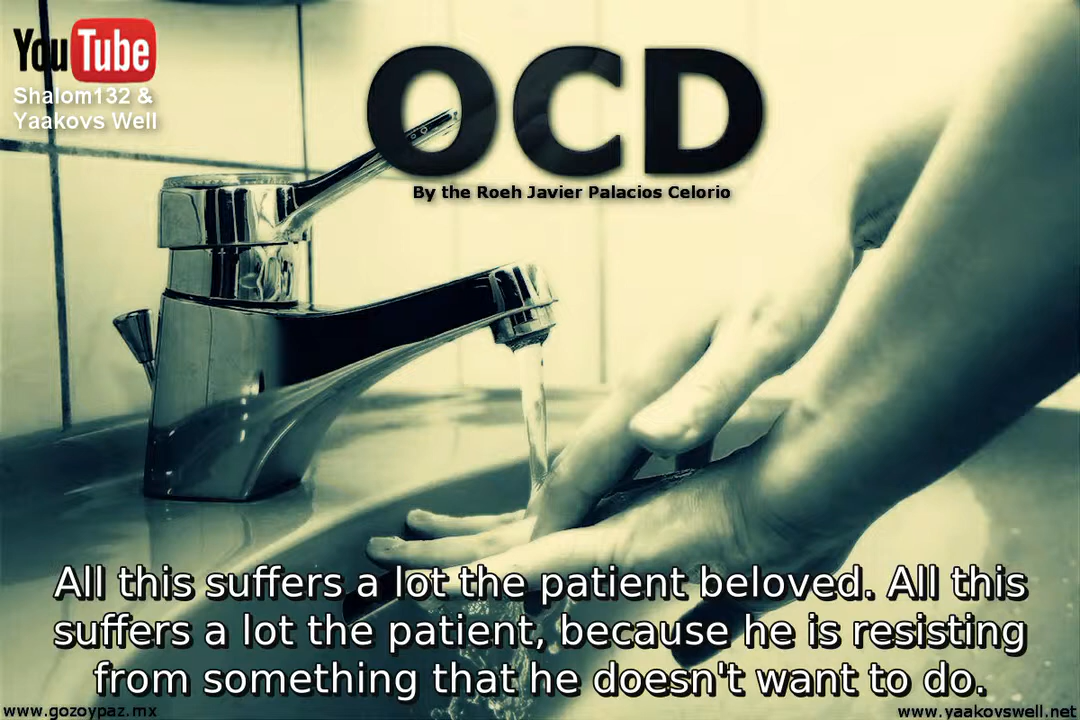 YouTube
Shalom132 &
Yaakovs Well
OCD
By the Roeh Javier Palacios Celorio
All this suffers a lot the patient beloved. All this
suffers a lot the patient, because he is resisting
from something that he doesn't want to do.
www.gozoypaz.mx
www.yaakovswell.net